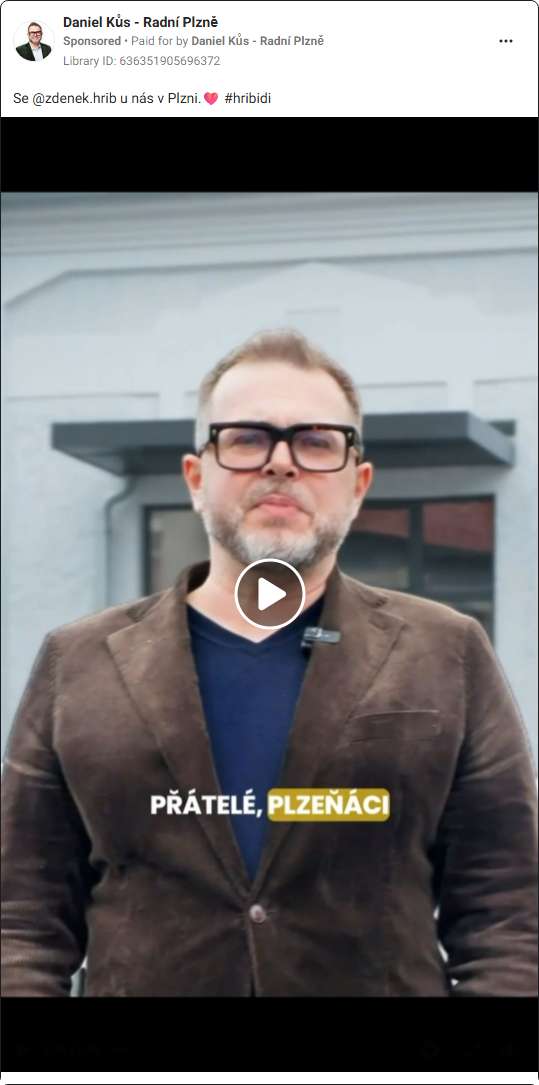 Daniel Kůs - Radní Plzně
Sponsored • Paid for by Daniel Kůs - Radní Plzně
Library ID: 636351905696372
Se @zdenek.hrib u nás v Plzni.💗 #hribidi
PŘÁTELÉ, PLZEŇÁCI